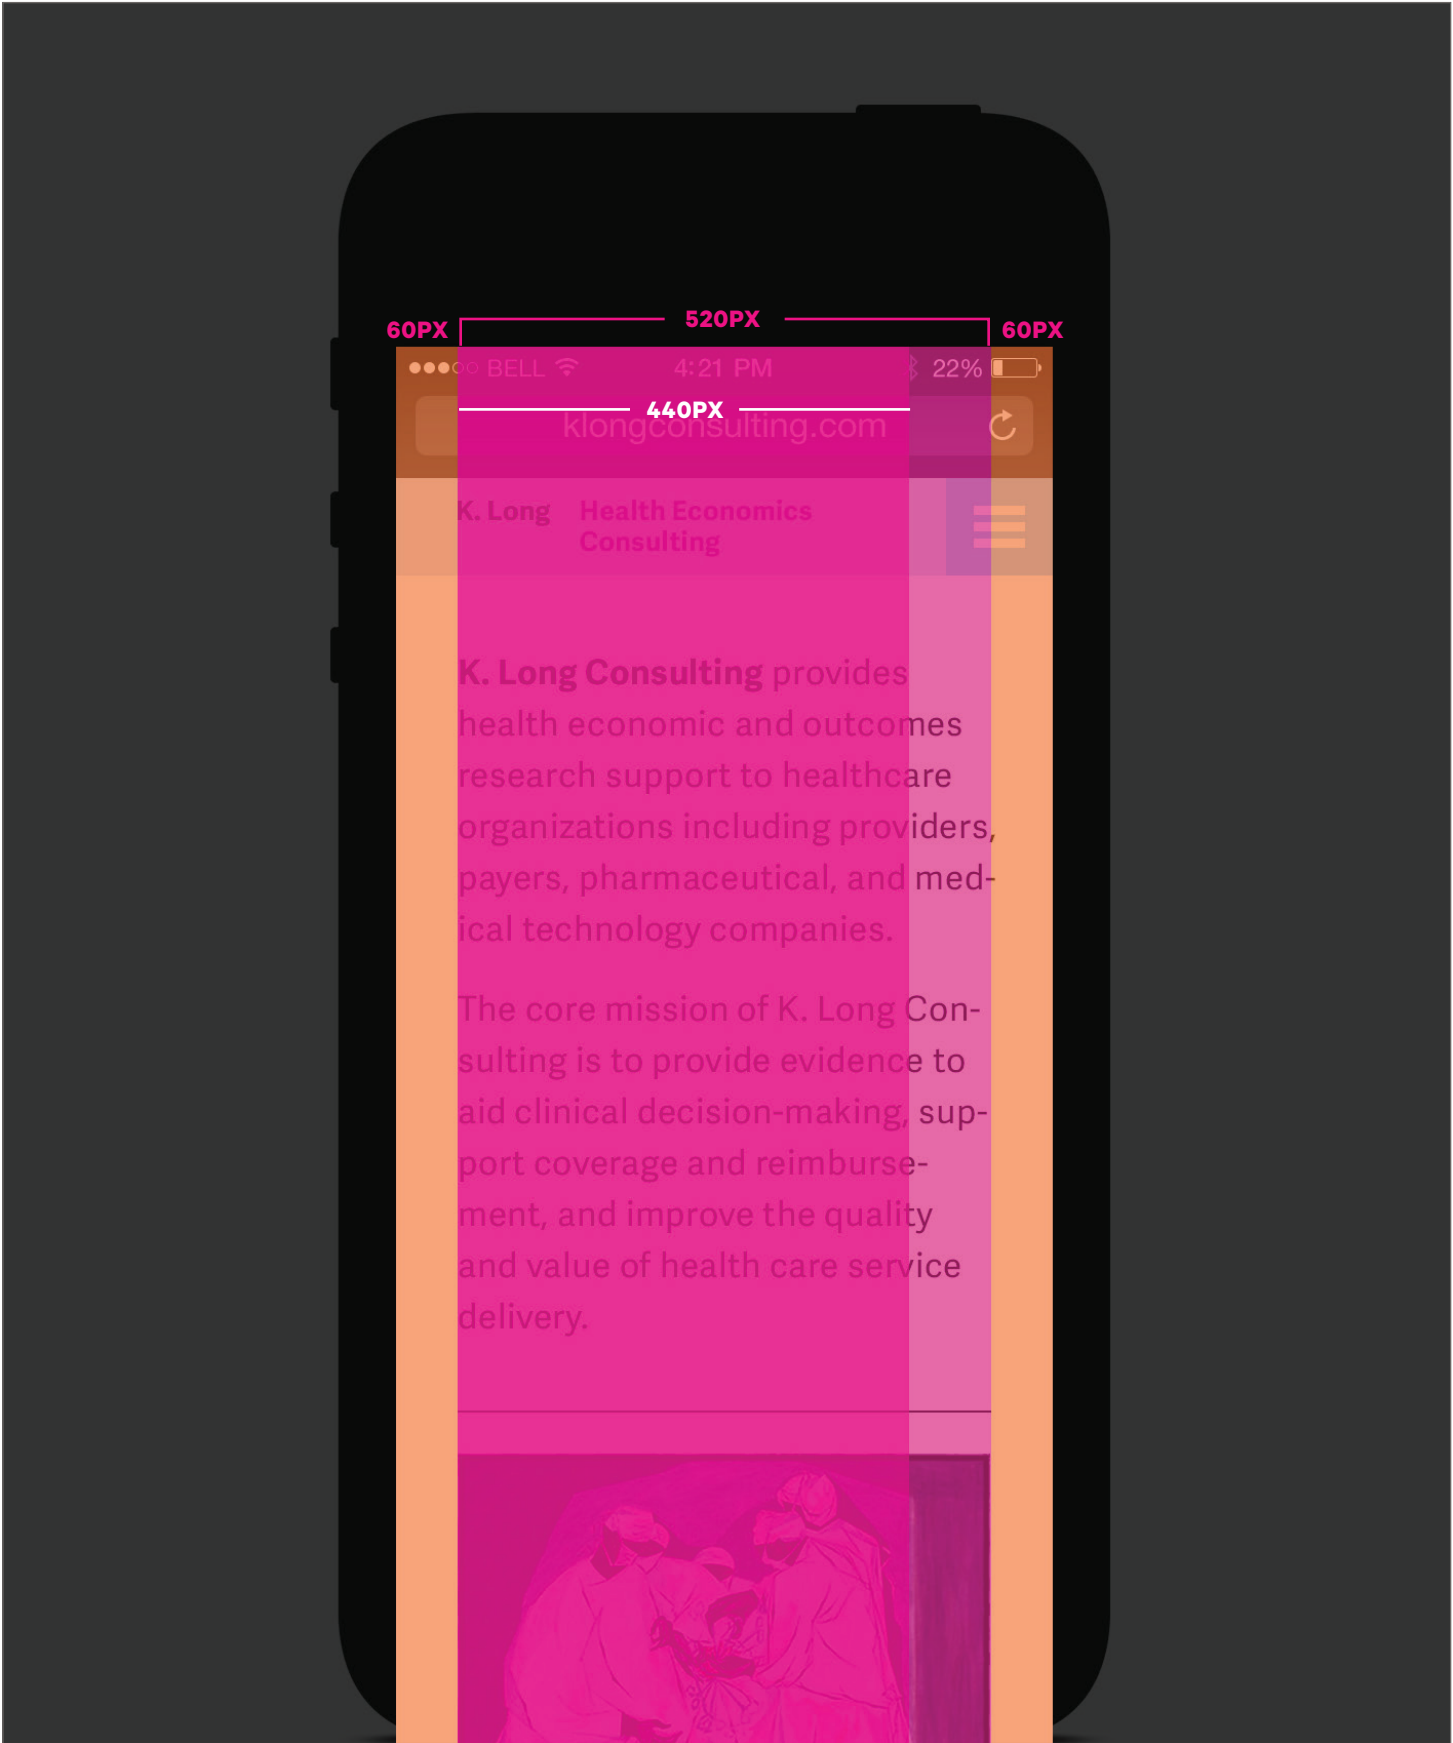 520PX
60PX
60PX
BELL 4:21 PM 22%
440PX
klongconsulting.com
K. Long Health Economics
Consulting
K. Long Consulting provides
health economic and outcomes
research support to healthcare
organizations including providers,
payers, pharmaceutical, and med-
ical technology companies.
The core mission of K. Long Con-
sulting is to provide evidence to
aid clinical decision-making, sup-
port coverage and reimburse-
ment, and improve the quality
and value of health care service
delivery.